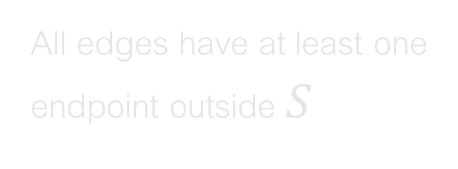 All edges have at least one
endpoint outside S